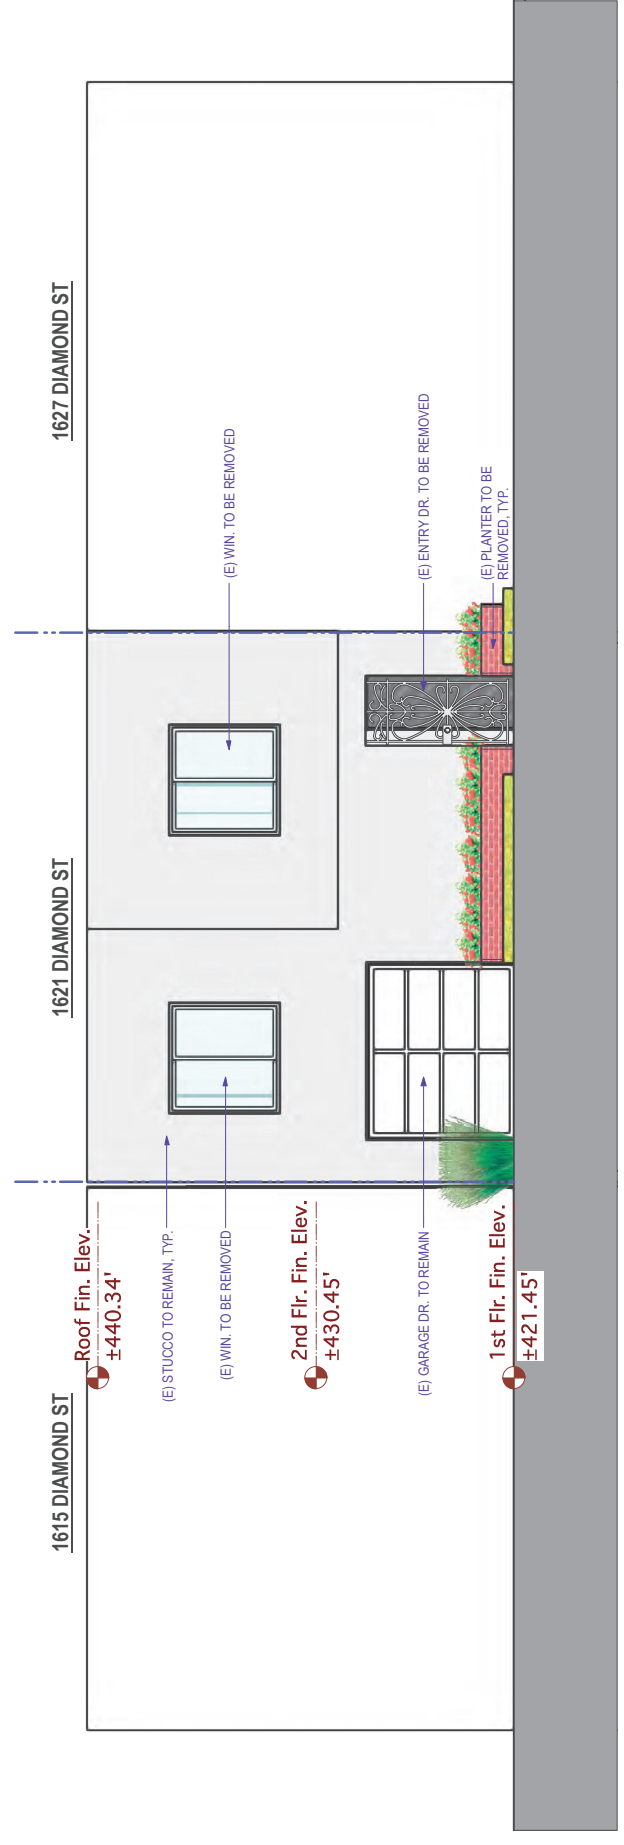 1615 DIAMOND ST
1621 DIAMOND ST
1627 DIAMOND ST
Roof Fin. Elev.
±440.34'
(E) STUCCO TO REMAIN, TYP.
(E) WIN. TO BE REMOVED
(E) WIN. TO BE REMOVED
2nd Flr. Fin. Elev.
±430.45'
(E) GARAGE DR. TO REMAIN
(E) ENTRY DR. TO BE REMOVED
(E) PLANTER TO BE
REMOVED, TYP.
1st Flr. Fin. Elev.
±421.45'